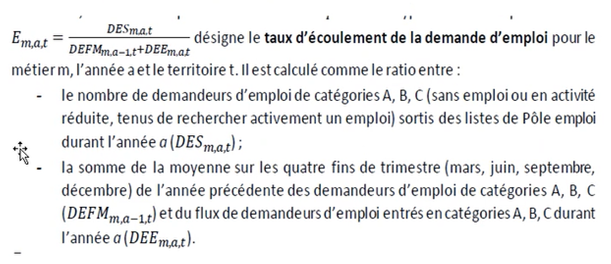 E_{m,a,t} = DES_{m,a,t} / (DEFM_{m,a−1,t}+DEE_{m,a,t}) désigne le taux d'écoulement de la demande d'emploi pour le
métier m, l'année a et le territoire t. Il est calculé comme le ratio entre :
- le nombre de demandeurs d'emploi de catégories A, B, C (sans emploi ou en activité
réduite, tenus de rechercher activement un emploi) sortis des listes de Pôle emploi
durant l'année a (DES_{m,a,t}) ;
- la somme de la moyenne sur les quatre fins de trimestre (mars, juin, septembre,
décembre) de l'année précédente des demandeurs d'emploi de catégories A, B, C
(DEFM_{m,a−1,t}) et du flux de demandeurs d'emploi entrés en catégories A, B, C durant
l'année a (DEE_{m,a,t}).